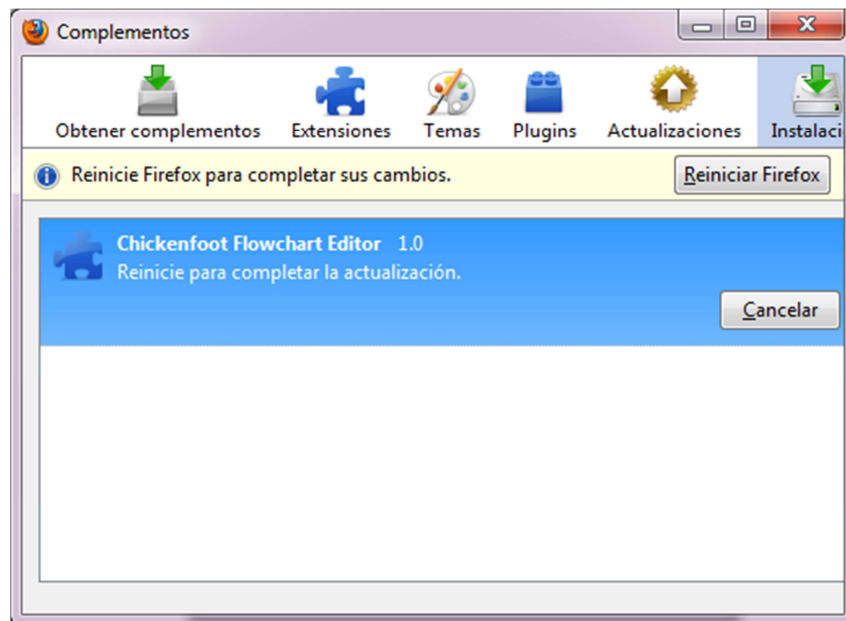 Complementos
Obtener complementos Extensiones Temas Plugins Actualizaciones Instalaci
Reinicie Firefox para completar sus cambios. Reiniciar Firefox
Chickenfoot Flowchart Editor 1.0
Reinicie para completar la actualización.
Cancelar